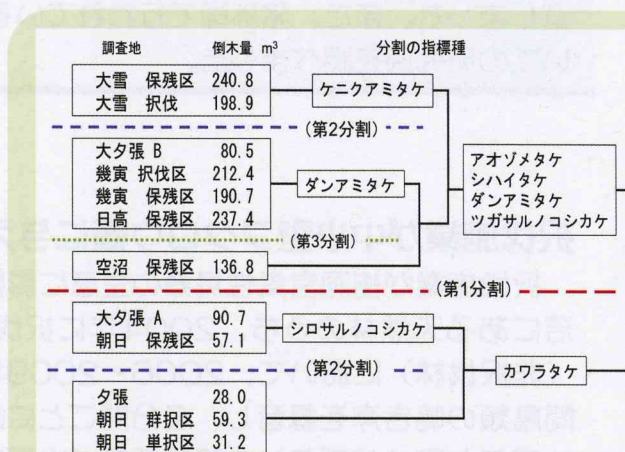 調査地 倒木量 m³ 分割の指標種
大雪 保残区 240.8
大雪 択伐 198.9
ケニクアミタケ
(第2分割)
大夕張 B 80.5
幾寅 択伐区 212.4
幾寅 保残区 190.7
日高 保残区 237.4
ダンアミタケ
アオゾメタケ
シハイタケ
ダンアミタケ
ツガサルノコシカケ
(第3分割)
空沼 保残区 136.8
(第1分割)
大夕張 A 90.7
朝日 保残区 57.1
シロサルノコシカケ
(第2分割)
カワラタケ
夕張 28.0
朝日 群択区 59.8
朝日 単択区 31.2